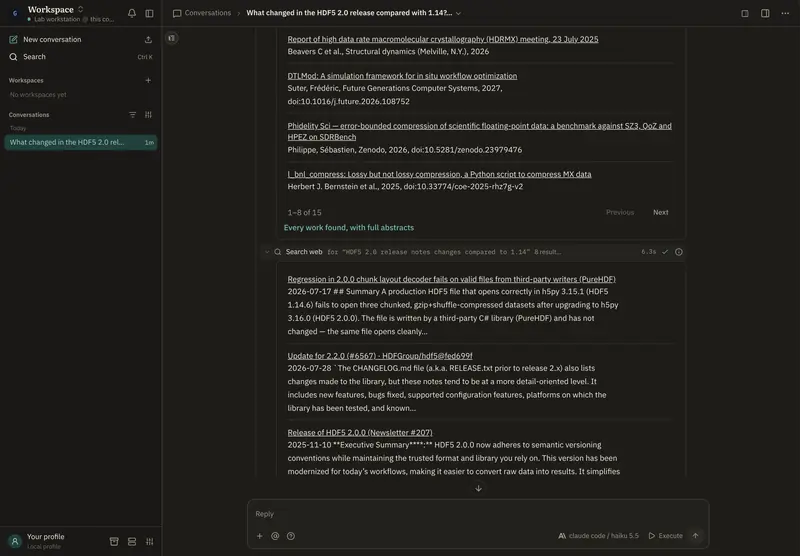 G
Workspace
Lab workstation @ this co...
New conversation
Search
Ctrl K
Workspaces
No workspaces yet
Conversations
Today
What changed in the HDF5 2.0 rel...
1m
Your profile
Local profile
Conversations
What changed in the HDF5 2.0 release compared with 1.14?...
Report of high data rate macromolecular crystallography (HDRMX) meeting, 23 July 2025
Beavers C et al., Structural dynamics (Melville, N.Y.), 2026
DTLMod: A simulation framework for in situ workflow optimization
Suter, Frédéric, Future Generations Computer Systems, 2027,
doi:10.1016/j.future.2026.108752
Phidelity Sci — error-bounded compression of scientific floating-point data: a benchmark against SZ3, QoZ and
HPEZ on SDRBench
Philippe, Sébastien, Zenodo, 2026, doi:10.5281/zenodo.23979476
l_bnl_compress: Lossy but not lossy compression, a Python script to compress MX data
Herbert J. Bernstein et al., 2025, doi:10.33774/coe-2025-rhz7g-v2
1–8 of 15
Previous
Next
Every work found, with full abstracts
Search web for "HDF5 2.0 release notes changes compared to 1.14" 8 result...
6.3s
Regression in 2.0.0 chunk layout decoder fails on valid files from third-party writers (PureHDF)
2026-07-17 ## Summary A production HDF5 file that opens correctly in h5py 3.15.1 (HDF5
1.14.6) fails to open three chunked, gzip+shuffle-compressed datasets after upgrading to h5py
3.16.0 (HDF5 2.0.0). The file is written by a third-party C# library (PureHDF) and has not
changed — the same file opens cleanly...
Update for 2.2.0 (#6567) · HDFGroup/hdf5@fed699f
2026-07-28 `The CHANGELOG.md file (a.k.a. RELEASE.txt prior to release 2.x) also lists
changes made to the library, but these notes tend to be at a more detail-oriented level. It
includes new features, bugs fixed, supported configuration features, platforms on which the
library has been tested, and known...
Release of HDF5 2.0.0 (Newsletter #207)
2025-11-10 **Executive Summary****:** HDF5 2.0.0 now adheres to semantic versioning
conventions while maintaining the trusted format and library you rely on. This version has been
modernized for today's workflows, making it easier to convert raw data into results. It simplifies
Reply
claude code / haiku 5.5
Execute
A